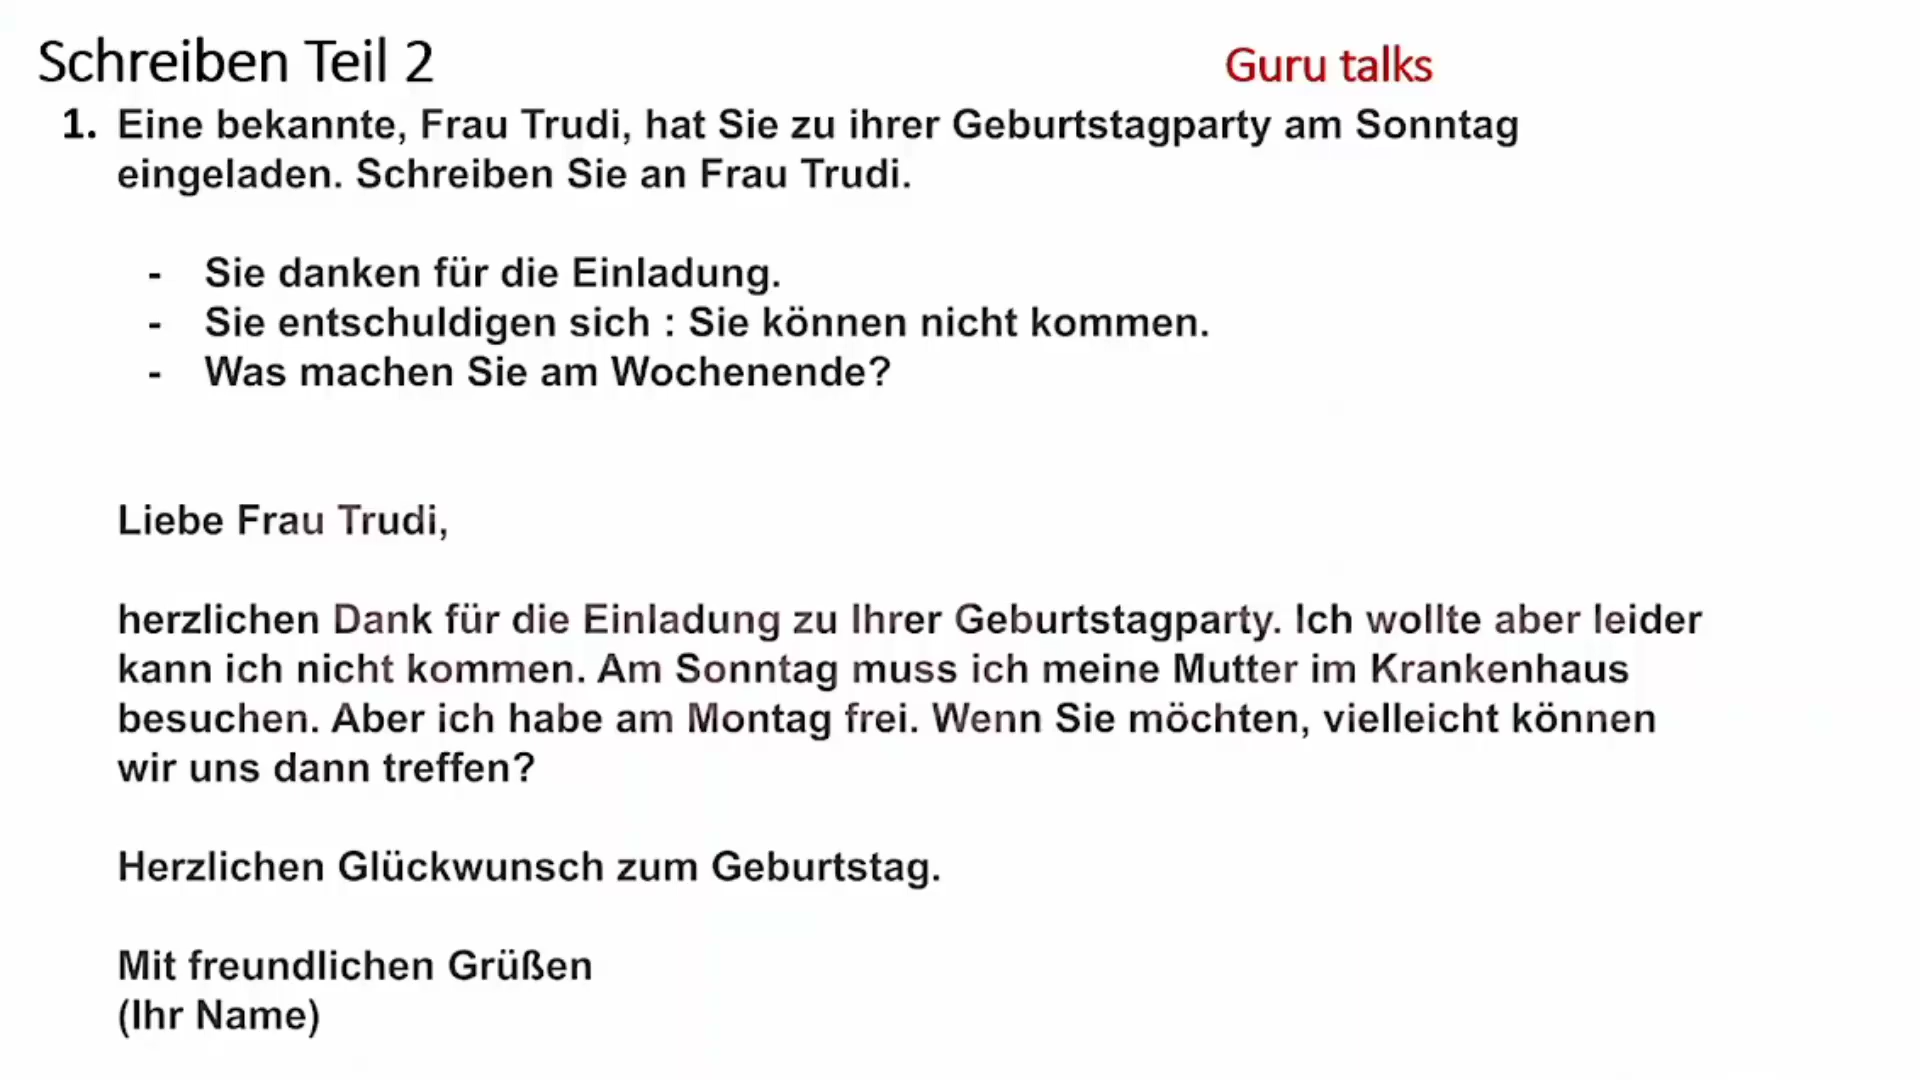 Schreiben Teil 2
Guru talks
1. Eine bekannte, Frau Trudi, hat Sie zu ihrer Geburtstagparty am Sonntag
eingeladen. Schreiben Sie an Frau Trudi.
- Sie danken für die Einladung.
- Sie entschuldigen sich : Sie können nicht kommen.
- Was machen Sie am Wochenende?
Liebe Frau Trudi,
herzlichen Dank für die Einladung zu Ihrer Geburtstagparty. Ich wollte aber leider
kann ich nicht kommen. Am Sonntag muss ich meine Mutter im Krankenhaus
besuchen. Aber ich habe am Montag frei. Wenn Sie möchten, vielleicht können
wir uns dann treffen?
Herzlichen Glückwunsch zum Geburtstag.
Mit freundlichen Grüßen
(Ihr Name)